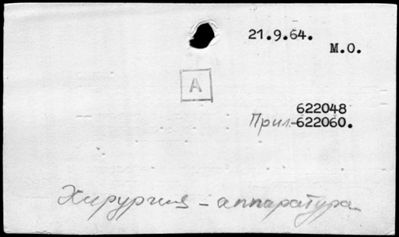 21.9.64.
М.О.
А
622048
Прил-622060.
Хирургия - аппаратура